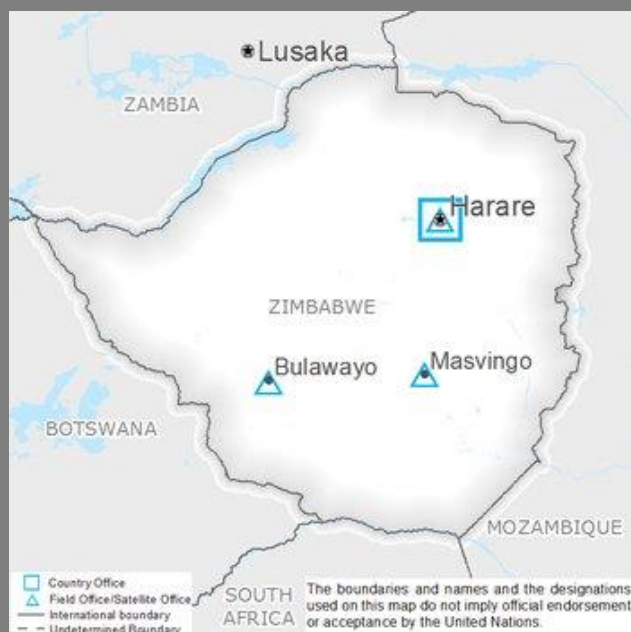 Lusaka
ZAMBIA
Harare
ZIMBABWE
Bulawayo
Masvingo
BOTSWANA
MOZAMBIQUE
SOUTH
AFRICA
Country Office
Field Office/Satellite Office
International boundary
Undetermined Boundary
The boundaries and names and the designations
used on this map do not imply official endorsement
or acceptance by the United Nations.